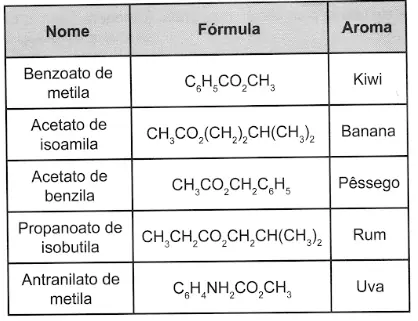 Nome Fórmula Aroma
Benzoato de metila C₆H₅CO₂CH₃ Kiwi
Acetato de isoamila CH₃CO₂(CH₂)₂CH(CH₃)₂ Banana
Acetato de benzila CH₃CO₂CH₂C₆H₅ Pêssego
Propanoato de isobutila CH₃CH₂CO₂CH₂CH(CH₃)₂ Rum
Antranilato de metila C₆H₄NH₂CO₂CH₃ Uva